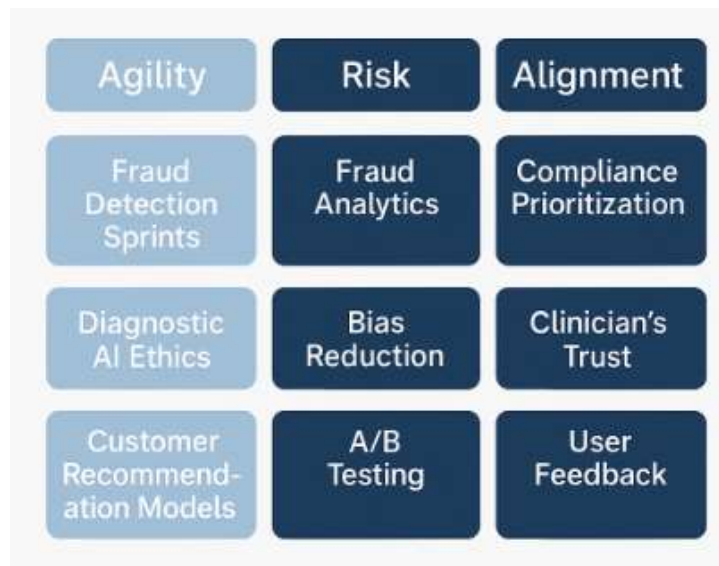 Agility
Risk
Alignment
Fraud
Detection
Sprints
Fraud
Analytics
Compliance
Prioritization
Diagnostic
AI Ethics
Bias
Reduction
Clinician's
Trust
Customer
Recommend-
ation Models
A/B
Testing
User
Feedback